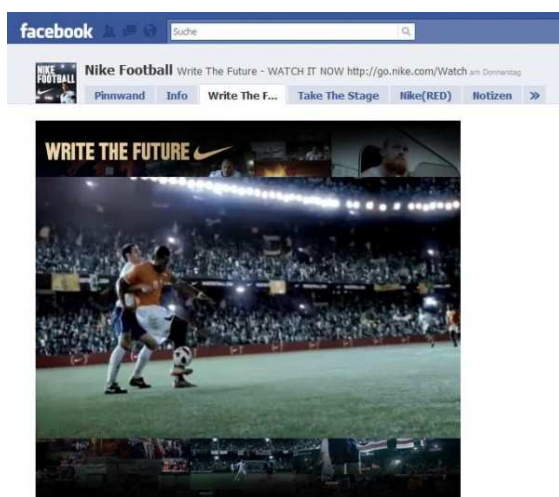 facebook Suche
NIKE
FOOTBALL
Nike Football Write The Future - WATCH IT NOW http://go.nike.com/Watch am Donnerstag
Pinnwand Info Write The F... Take The Stage Nike(RED) Notizen »
WRITE THE FUTURE